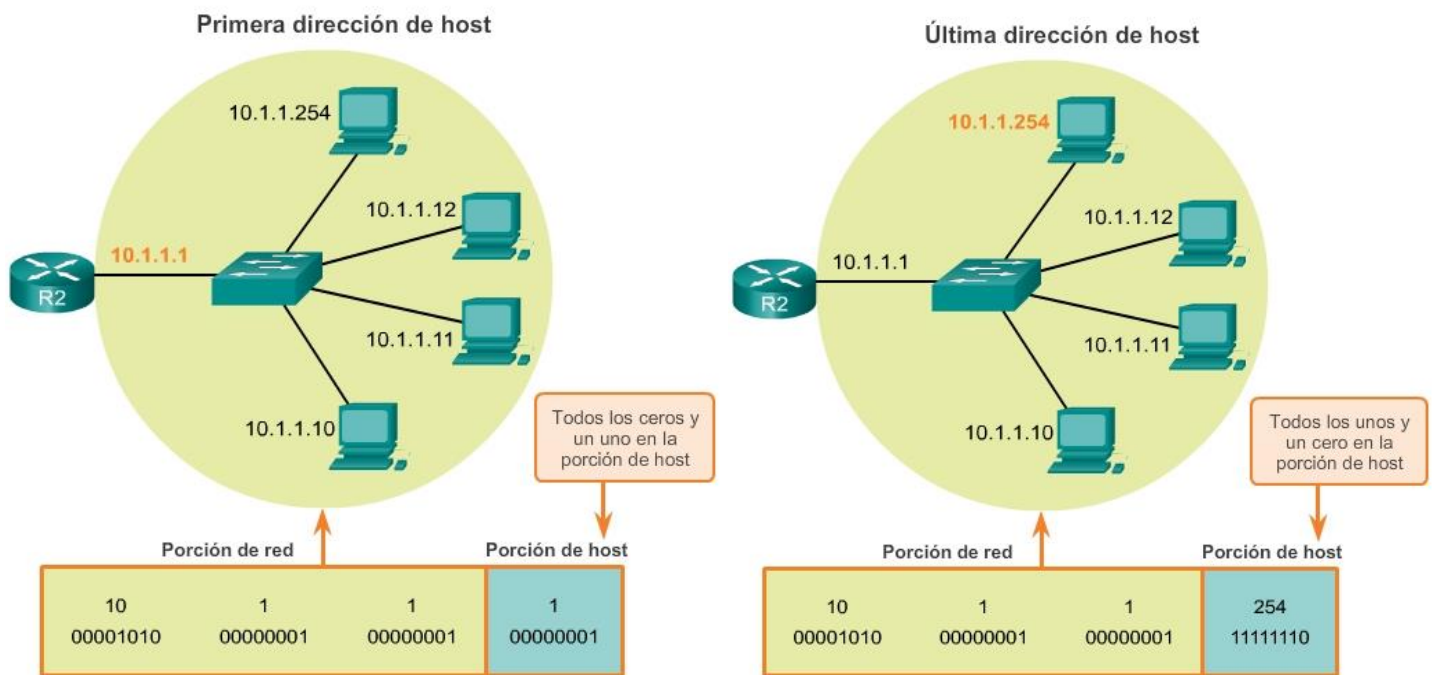 Primera dirección de host
10.1.1.254
10.1.1.12
10.1.1.1
R2
10.1.1.11
10.1.1.10
Todos los ceros y
un uno en la
porción de host
Porción de red
Porción de host
10 1 1 1
00001010 00000001 00000001 00000001
Última dirección de host
10.1.1.254
10.1.1.12
10.1.1.1
R2
10.1.1.11
10.1.1.10
Todos los unos y
un cero en la
porción de host
Porción de red
Porción de host
10 1 1 254
00001010 00000001 00000001 11111110